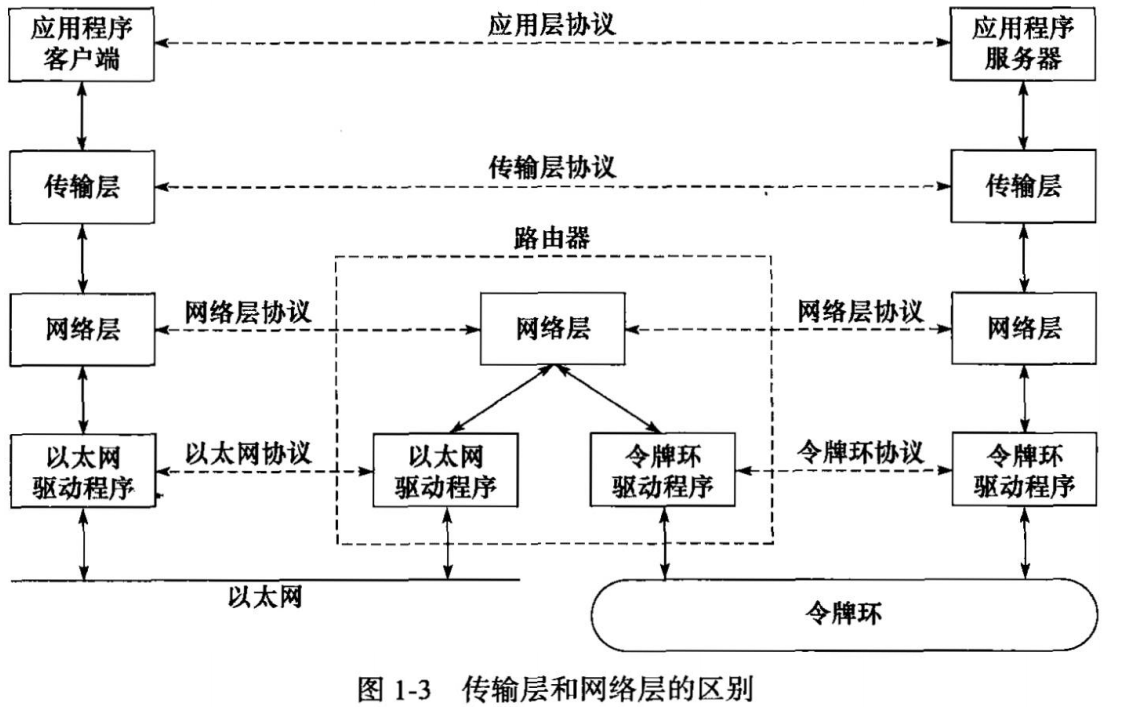 应用程序
客户端
应用层协议
应用程序
服务器
传输层
传输层协议
传输层
路由器
网络层
网络层协议
网络层
网络层协议
网络层
以太网
驱动程序
以太网协议
以太网
驱动程序
令牌环
驱动程序
令牌环协议
令牌环
驱动程序
以太网
令牌环
图 1-3 传输层和网络层的区别